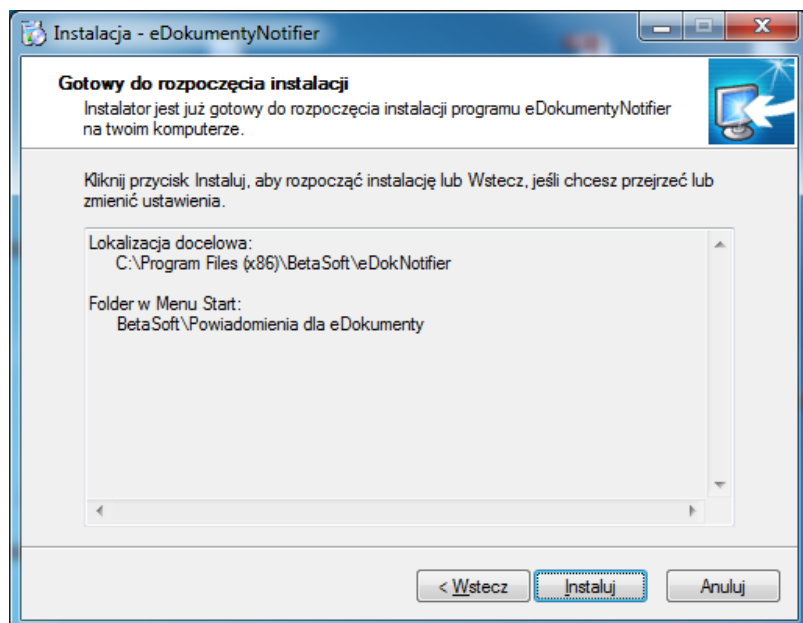 Instalacja - eDokumentyNotifier
Gotowy do rozpoczęcia instalacji
Instalator jest już gotowy do rozpoczęcia instalacji programu eDokumentyNotifier
na twoim komputerze.
Kliknij przycisk Instaluj, aby rozpocząć instalację lub Wstecz, jeśli chcesz przejrzeć lub
zmienić ustawienia.
Lokalizacja docelowa:
C:\Program Files (x86)\BetaSoft\eDokNotifier
Folder w Menu Start:
BetaSoft\Powiadomienia dla eDokumenty
< Wstecz Instaluj Anuluj